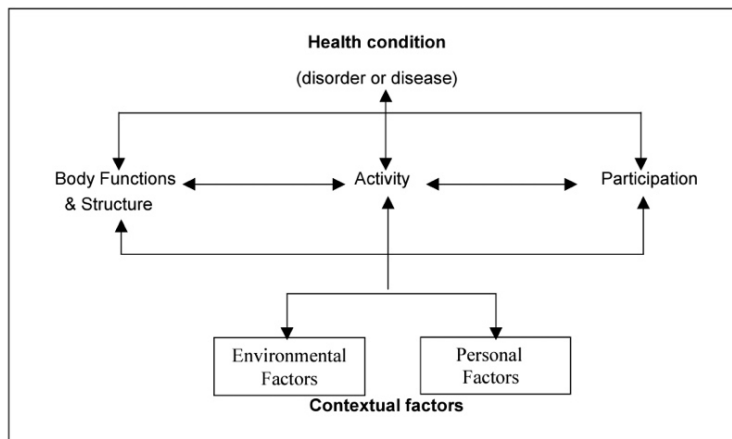 Health condition
(disorder or disease)
Body Functions
& Structure
Activity
Participation
Environmental
Factors
Personal
Factors
Contextual factors